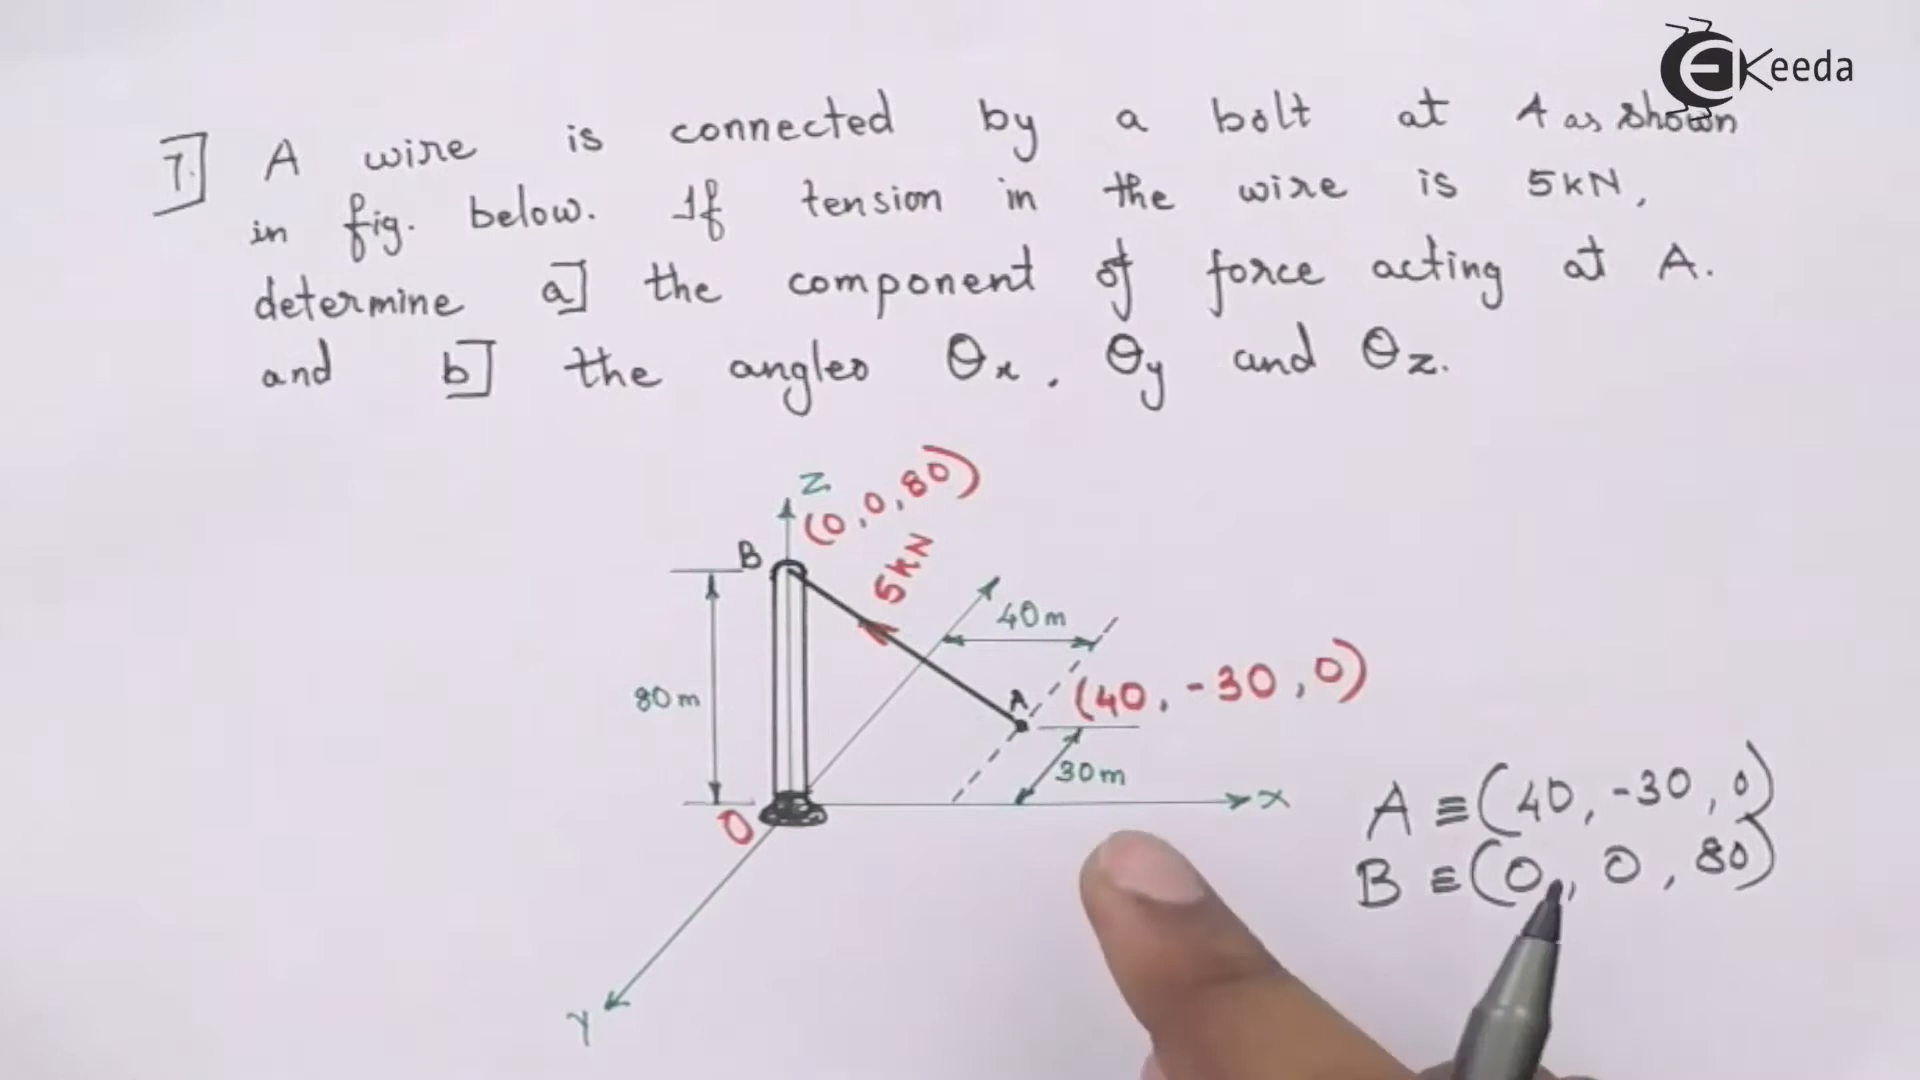 EKeeda
7.] A wire is connected by a bolt at A as shown
in fig. below. If tension in the wire is 5kN,
determine a] the component of force acting at A.
and b] the angles θx, θy and θz.
Z
(0,0,80)
B
5kN
40m
80m
A
(40,-30,0)
30m
O
X
A ≡ (40,-30,0)
B ≡ (0,0,80)
Y